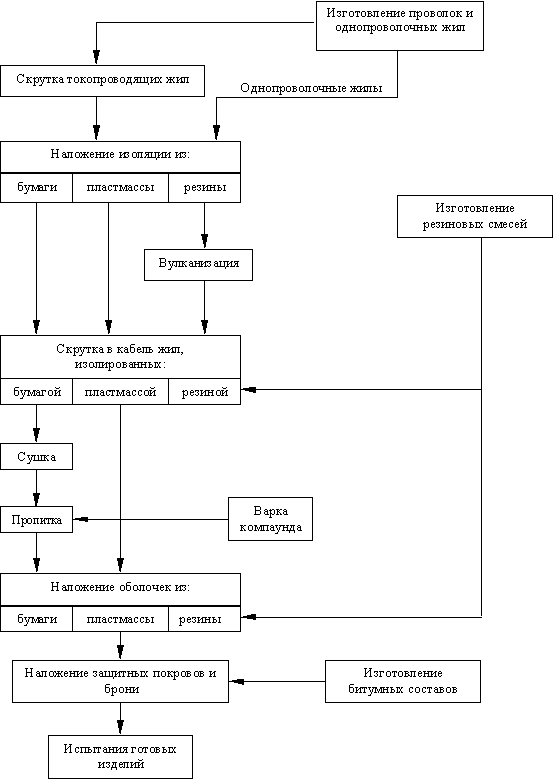 Изготовление проволок и
однопроволочных жил
Скрутка токопроводящих жил
Однопроволочные жилы
Наложение изоляции из:
бумаги пластмассы резины
Изготовление
резиновых смесей
Вулканизация
Скрутка в кабель жил,
изолированных:
бумагой пластмассой резиной
Сушка
Варка
компаунда
Пропитка
Наложение оболочек из:
бумаги пластмассы резины
Наложение защитных покровов и
брони
Изготовление
битумных составов
Испытания готовых
изделий